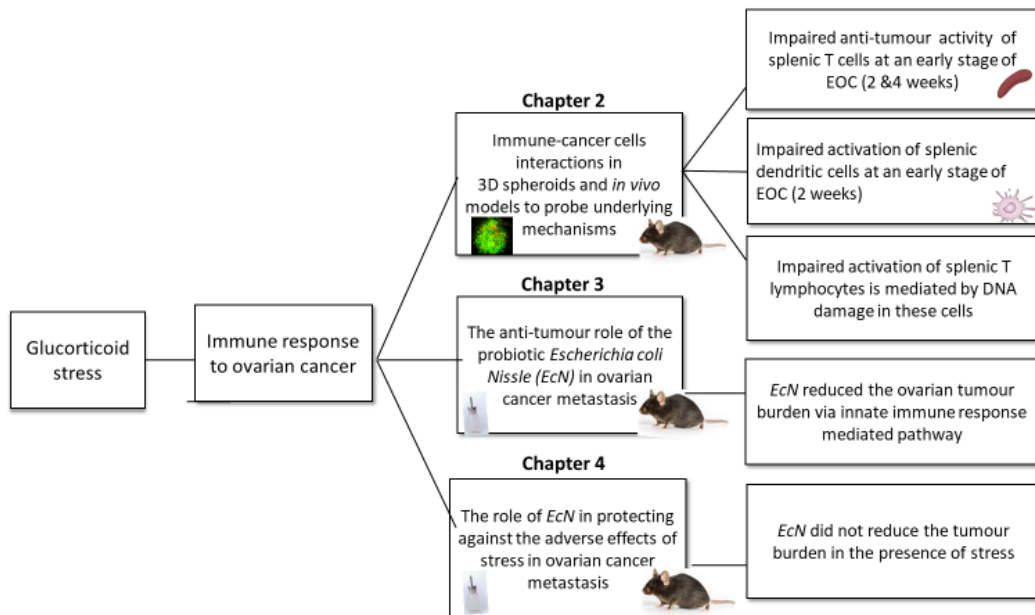 Glucorticoid
stress
Immune response
to ovarian cancer
Chapter 2
Immune-cancer cells
interactions in
3D spheroids and in vivo
models to probe underlying
mechanisms
Impaired anti-tumour activity of
splenic T cells at an early stage of
EOC (2 &4 weeks)
Impaired activation of splenic
dendritic cells at an early stage of
EOC (2 weeks)
Impaired activation of splenic T
lymphocytes is mediated by DNA
damage in these cells
Chapter 3
The anti-tumour role of the
probiotic Escherichia coli
Nissle (EcN) in ovarian
cancer metastasis
EcN reduced the ovarian tumour
burden via innate immune response
mediated pathway
Chapter 4
The role of EcN in protecting
against the adverse effects of
stress in ovarian cancer
metastasis
EcN did not reduce the tumour
burden in the presence of stress